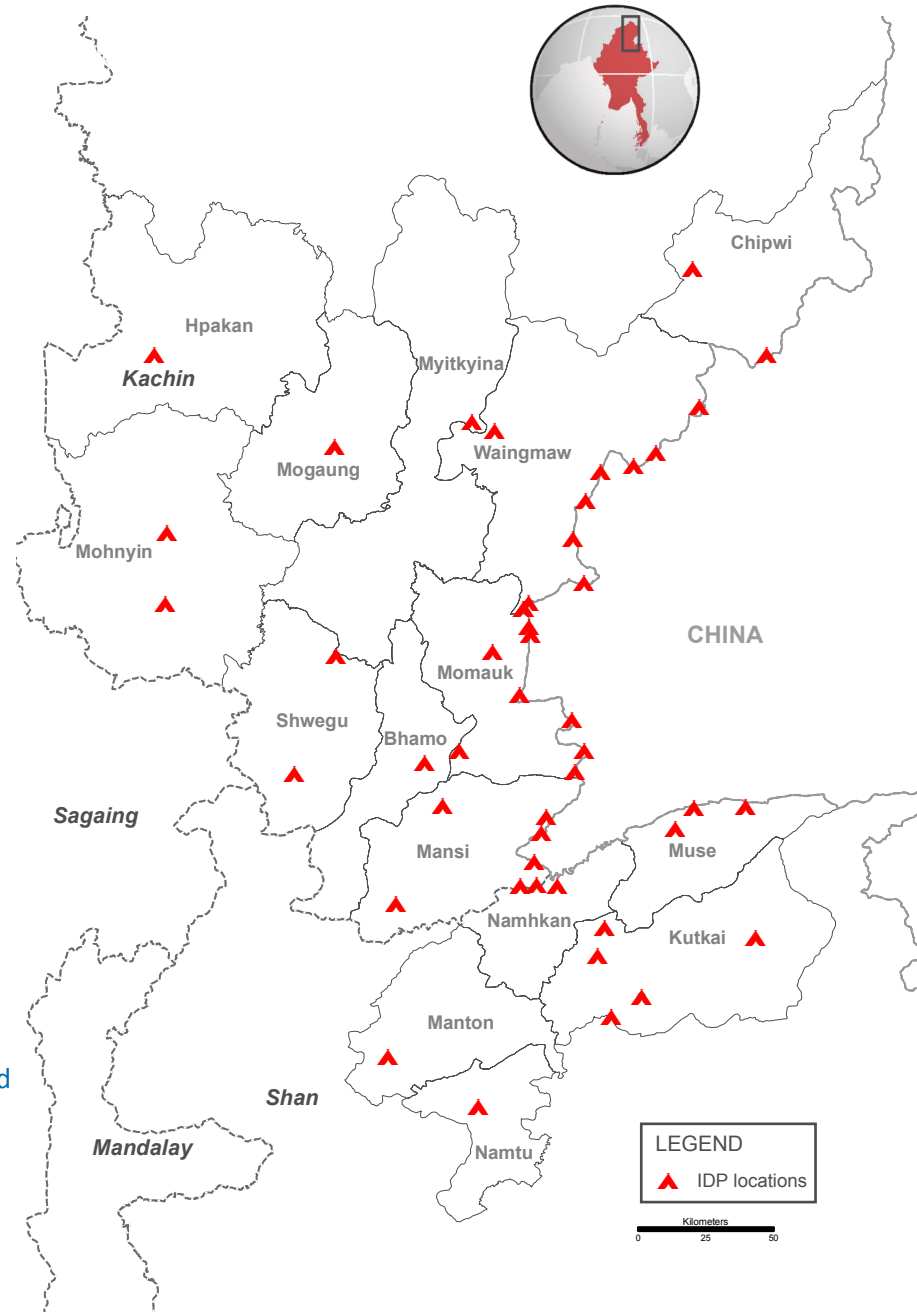 Chipwi
Hpakan
Myitkyina
Kachin
Waingmaw
Mogaung
Mohnyin
CHINA
Momauk
Shwegu
Bhamo
Sagaing
Mansi
Muse
Namhkan
Kutkai
Manton
d
Shan
Mandalay
Namtu
LEGEND
IDP locations
Kilometers
0 25 50